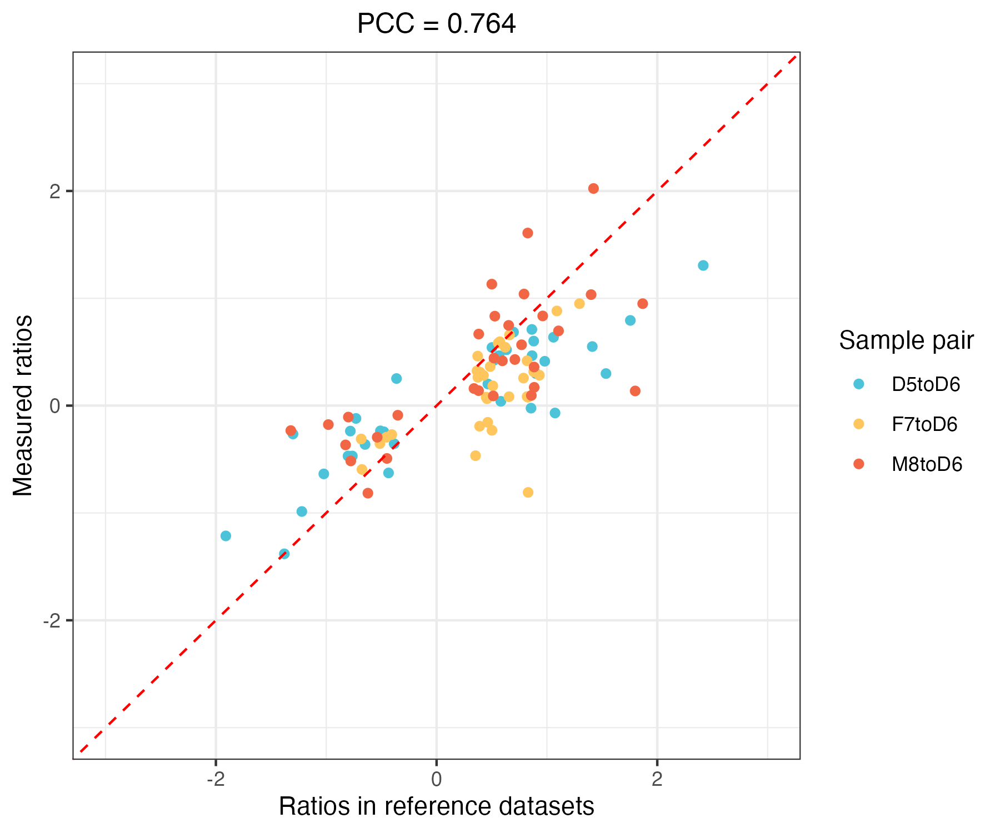 PCC = 0.764
Measured ratios
2
0
-2
-2
0
2
Ratios in reference datasets
Sample pair
D5toD6
F7toD6
M8toD6